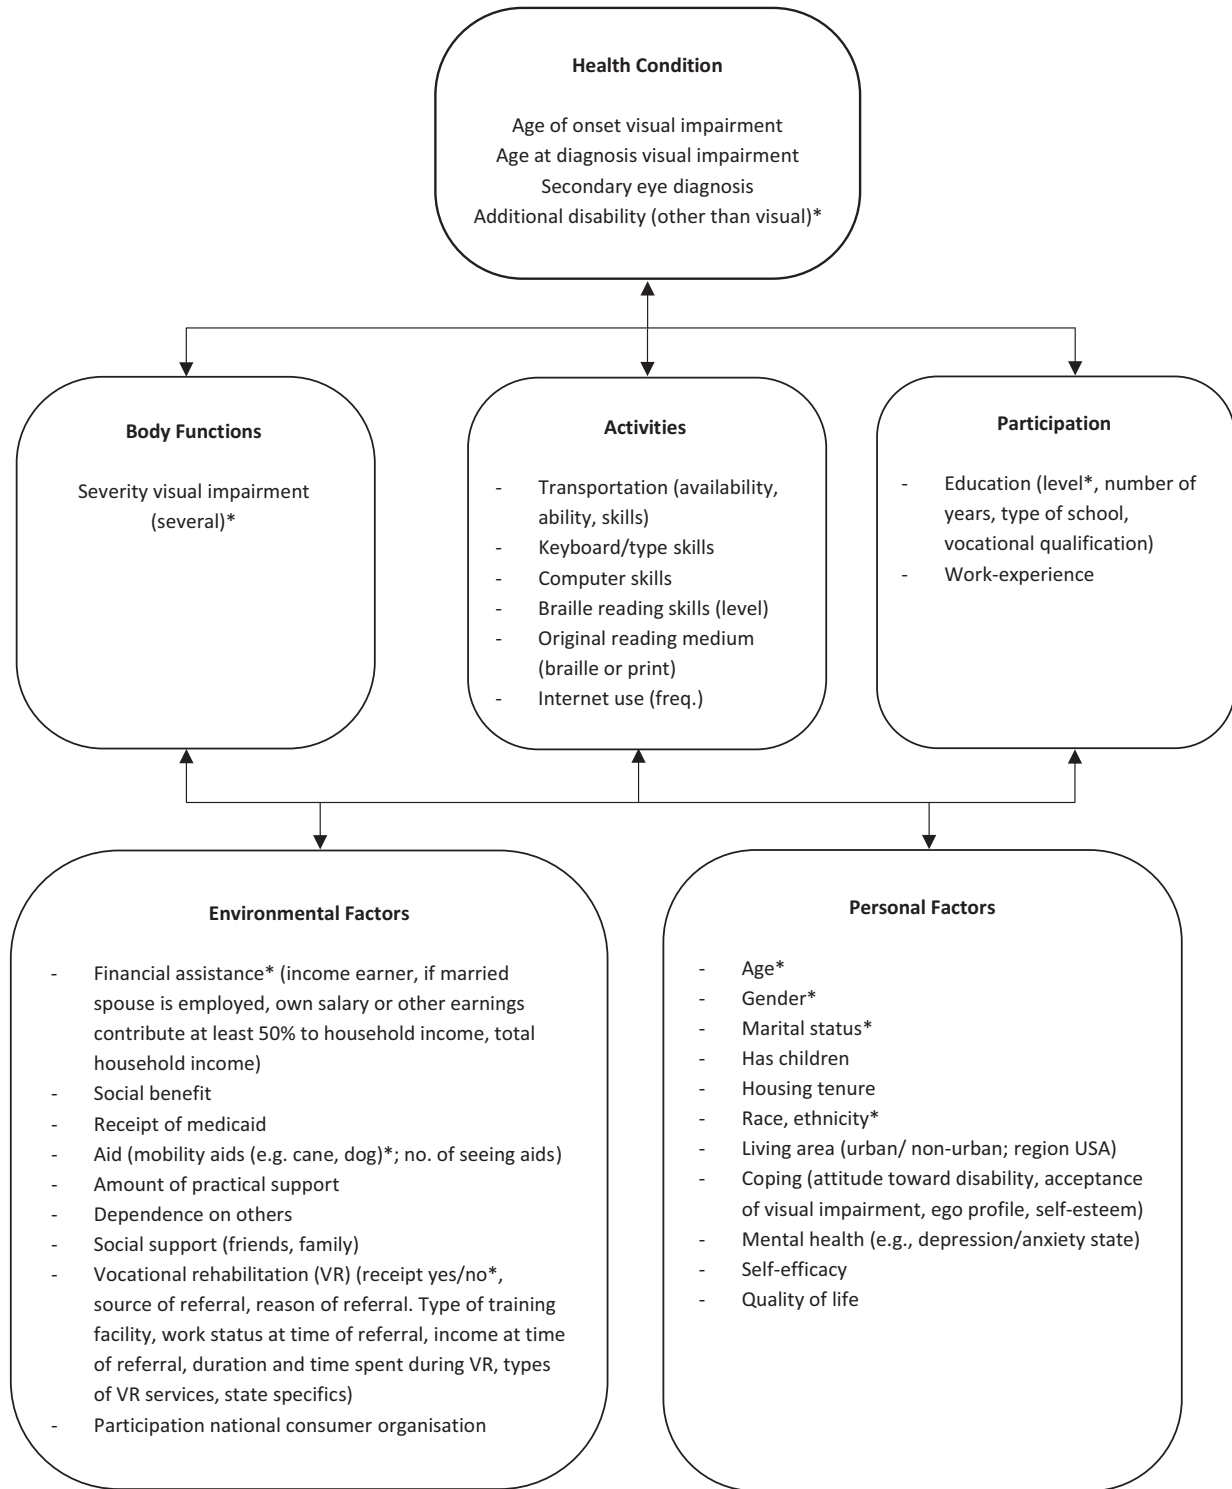 Health Condition
Age of onset visual impairment
Age at diagnosis visual impairment
Secondary eye diagnosis
Additional disability (other than visual)*
Body Functions
Severity visual impairment
(several)*
Activities
- Transportation (availability,
ability, skills)
- Keyboard/type skills
- Computer skills
- Braille reading skills (level)
- Original reading medium
(braille or print)
- Internet use (freq.)
Participation
- Education (level*, number of
years, type of school,
vocational qualification)
- Work-experience
Environmental Factors
- Financial assistance* (income earner, if married
spouse is employed, own salary or other earnings
contribute at least 50% to household income, total
household income)
- Social benefit
- Receipt of medicaid
- Aid (mobility aids (e.g. cane, dog)*; no. of seeing aids)
- Amount of practical support
- Dependence on others
- Social support (friends, family)
- Vocational rehabilitation (VR) (receipt yes/no*,
source of referral, reason of referral. Type of training
facility, work status at time of referral, income at time
of referral, duration and time spent during VR, types
of VR services, state specifics)
- Participation national consumer organisation
Personal Factors
- Age*
- Gender*
- Marital status*
- Has children
- Housing tenure
- Race, ethnicity*
- Living area (urban/ non-urban; region USA)
- Coping (attitude toward disability, acceptance
of visual impairment, ego profile, self-esteem)
- Mental health (e.g., depression/anxiety state)
- Self-efficacy
- Quality of life